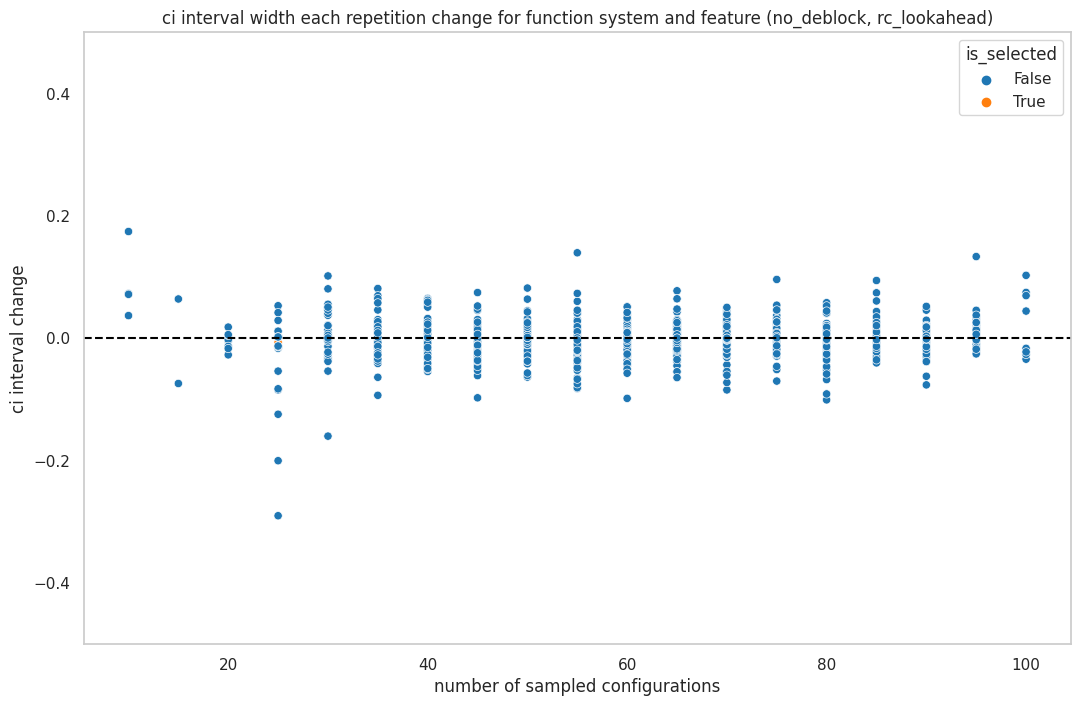 ci interval width each repetition change for function system and feature (no_deblock, rc_lookahead)
is_selected
False
True
ci interval change
0.4
0.2
0.0
−0.2
−0.4
20
40
60
80
100
number of sampled configurations